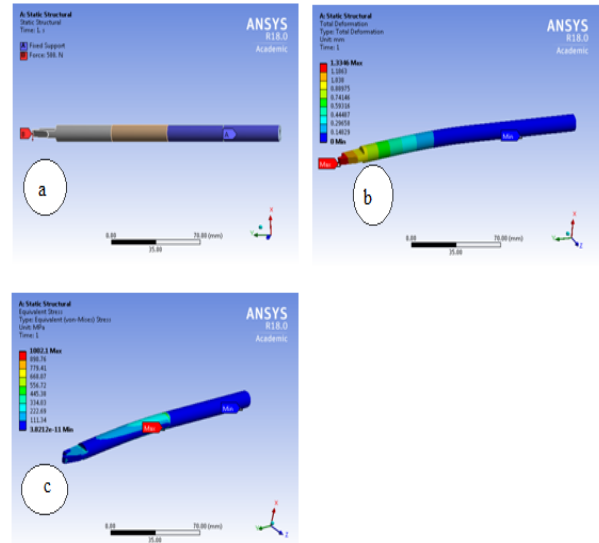 A: Static Structural
Static Structural
Time: 1. s
A Fixed Support
B Force: 500. N
ANSYS
R18.0
Academic
B
A
0.00
70.00 (mm)
35.00
X
Y
a
A: Static Structural
Total Deformation
Type: Total Deformation
Unit: mm
Time: 1
1.3346 Max
1.1863
1.038
0.88975
0.74146
0.59316
0.44487
0.29658
0.14829
0 Min
ANSYS
R18.0
Academic
Min
Max
0.00
70.00 (mm)
35.00
X
Y
Z
b
A: Static Structural
Equivalent Stress
Type: Equivalent (von-Mises) Stress
Unit: MPa
Time: 1
1002.1 Max
890.76
779.41
668.07
556.72
445.38
334.03
222.69
111.34
3.0212e-11 Min
ANSYS
R18.0
Academic
Min
Max
0.00
70.00 (mm)
35.00
X
Y
Z
c